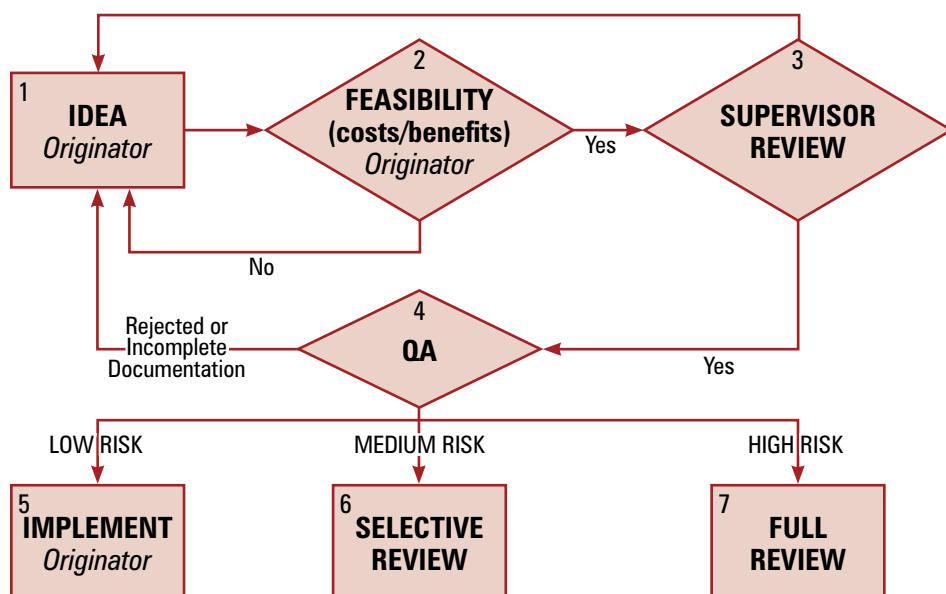 1
IDEA
Originator
2
FEASIBILITY
(costs/benefits)
Originator
Yes
3
SUPERVISOR
REVIEW
No
Rejected or
Incomplete
Documentation
4
QA
Yes
LOW RISK
MEDIUM RISK
HIGH RISK
5
IMPLEMENT
Originator
6
SELECTIVE
REVIEW
7
FULL
REVIEW